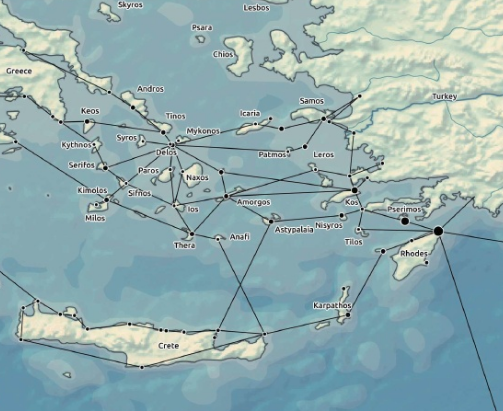 Skyros
Lesbos
Psara
Chios
Greece
Andros
Turkey
Samos
Keos
Tinos
Icaria
Syros
Mykonos
Kythnos
Delos
Patmos
Leros
Serifos
Paros
Naxos
Kimolos
Sifnos
Amorgos
Kos
Pserimos
Milos
Ios
Astypalaia
Nisyros
Thera
Anafi
Tilos
Rhodes
Karpathos
Crete